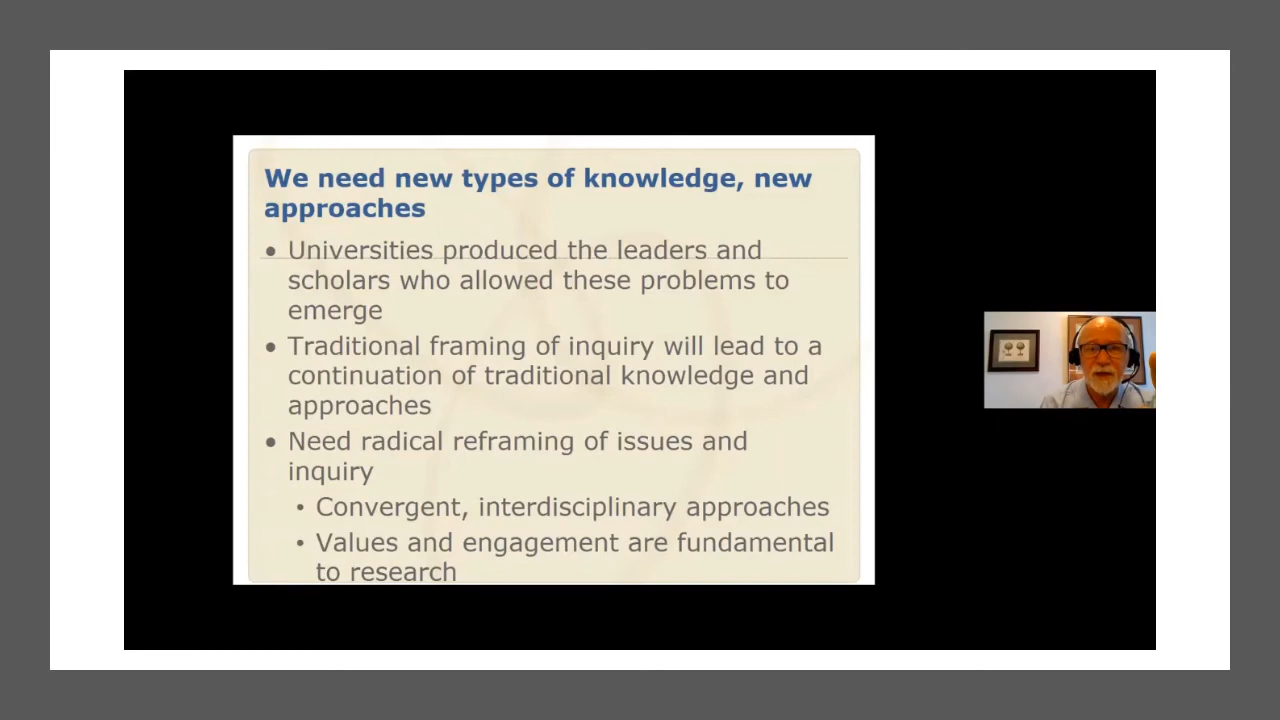 We need new types of knowledge, new
approaches
• Universities produced the leaders and
scholars who allowed these problems to
emerge
• Traditional framing of inquiry will lead to a
continuation of traditional knowledge and
approaches
• Need radical reframing of issues and
inquiry
• Convergent, interdisciplinary approaches
• Values and engagement are fundamental
to research